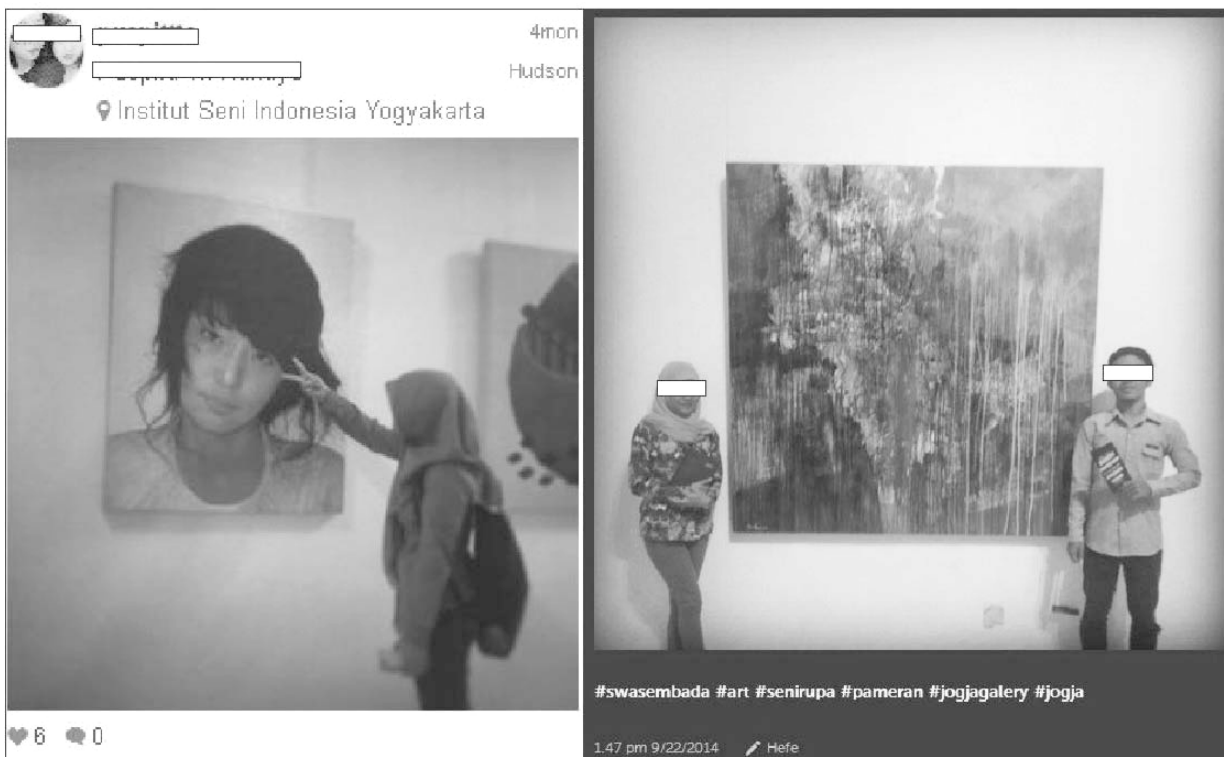 4mon
Hudson
Institut Seni Indonesia Yogyakarta
6 0
#swasembada #art #senirupa #pameran #jogjagalery #jogja
1.47 pm 9/22/2014 Hefe